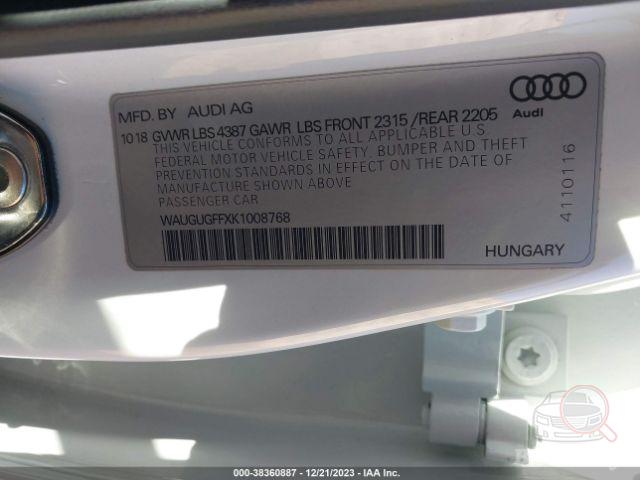 MFD. BY AUDI AG
Audi
1018 GVWR LBS 4387 GAWR LBS FRONT 2315 /REAR 2205
THIS VEHICLE CONFORMS TO ALL APPLICABLE U.S.
FEDERAL MOTOR VEHICLE SAFETY, BUMPER, AND THEFT
PREVENTION STANDARDS IN EFFECT ON THE DATE OF
MANUFACTURE SHOWN ABOVE
PASSENGER CAR
WAUGUGFFXK1008768
4110116
HUNGARY
000-38360887 - 12/21/2023 - IAA Inc.